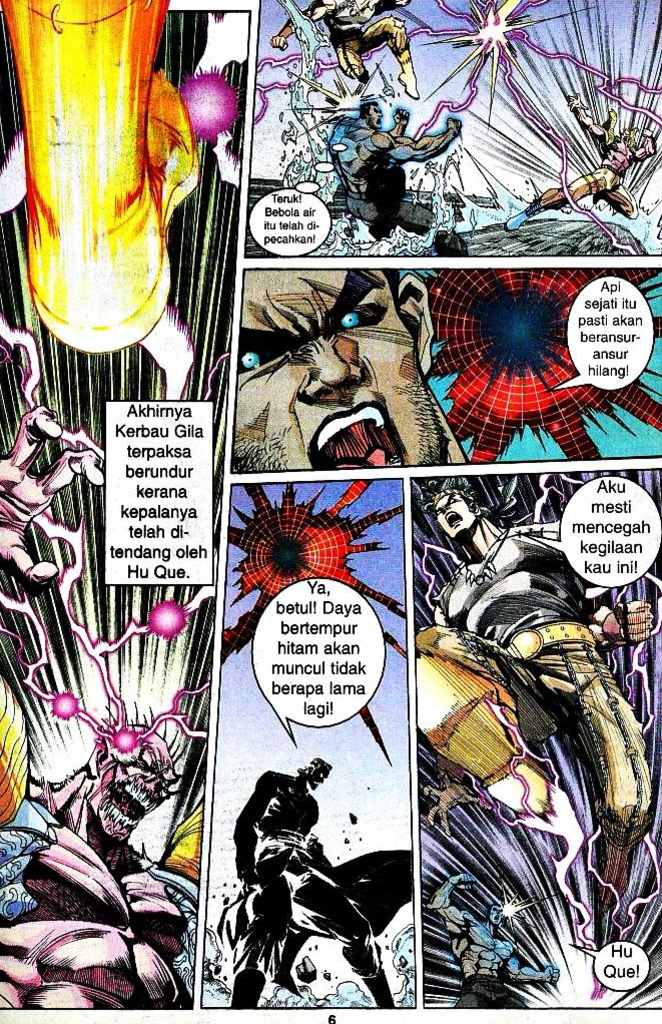 Akhirnya
Kerbau Gila
terpaksa
berundur
kerana
kepalanya
telah di-
tendang oleh
Hu Que.
Teruk!
Bebola air
itu telah di-
pecahkan!
Api
sejati itu
pasti akan
beransur-
ansur
hilang!
Ya,
betul! Daya
bertempur
hitam akan
muncul tidak
berapa lama
lagi!
Aku
mesti
mencegah
kegilaan
kau ini!
Hu
Que!
6